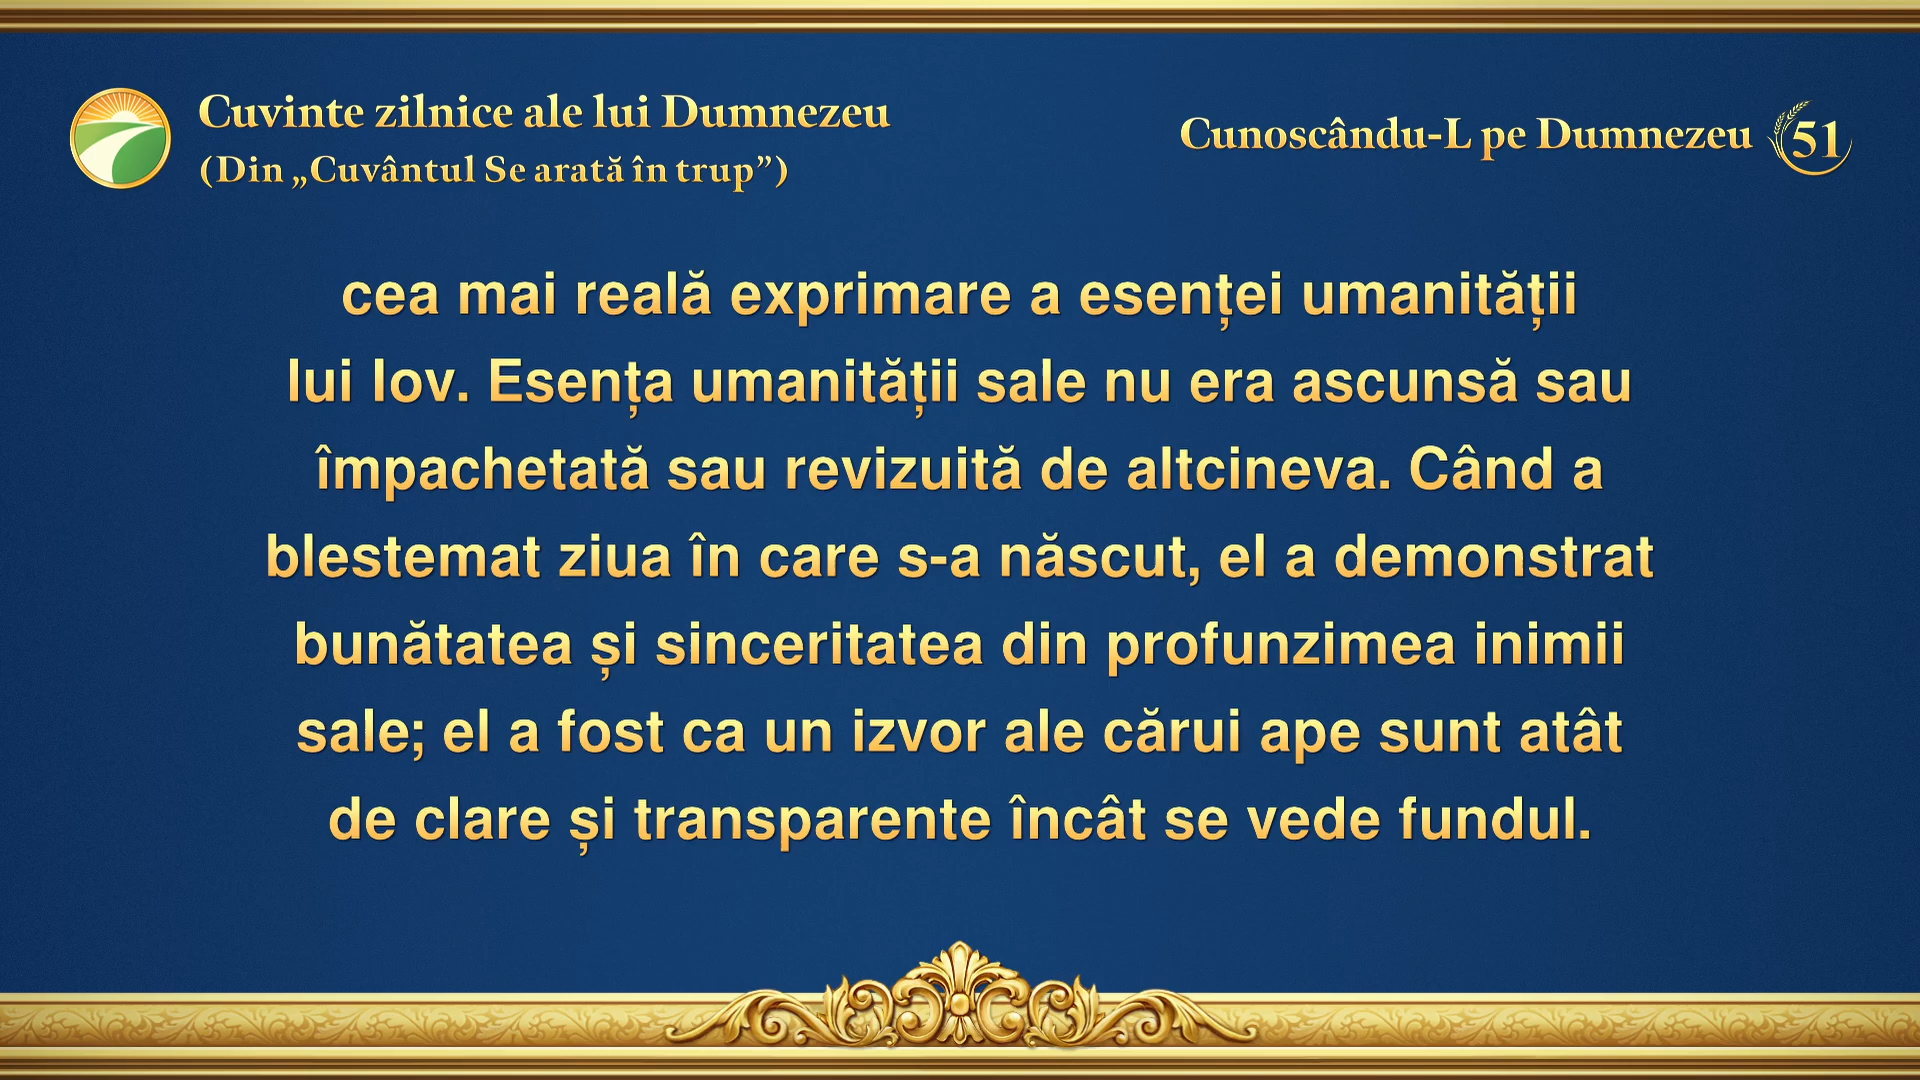 Cuvinte zilnice ale lui Dumnezeu
(Din „Cuvântul Se arată în trup”)
Cunoscându-L pe Dumnezeu 51
cea mai reală exprimare a esenței umanității
lui Iov. Esența umanității sale nu era ascunsă sau
împachetată sau revizuită de altcineva. Când a
blestemat ziua în care s-a născut, el a demonstrat
bunătatea și sinceritatea din profunzimea inimii
sale; el a fost ca un izvor ale cărui ape sunt atât
de clare și transparente încât se vede fundul.